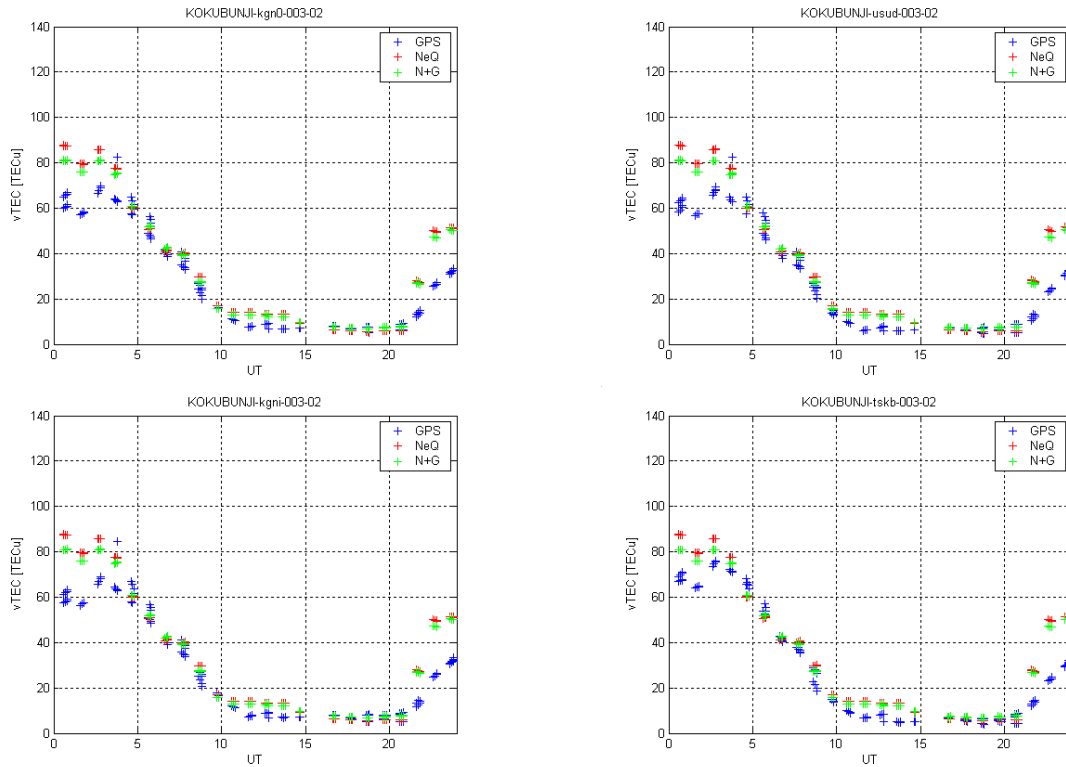 KOKUBUNJI-kgn0-003-02
140
120
100
80
60
40
20
0
vTEC [TECu]
0 5 10 15 20
UT
GPS
NeQ
N+G
KOKUBUNJI-usud-003-02
140
120
100
80
60
40
20
0
vTEC [TECu]
0 5 10 15 20
UT
GPS
NeQ
N+G
KOKUBUNJI-kgni-003-02
140
120
100
80
60
40
20
0
vTEC [TECu]
0 5 10 15 20
UT
GPS
NeQ
N+G
KOKUBUNJI-tskb-003-02
140
120
100
80
60
40
20
0
vTEC [TECu]
0 5 10 15 20
UT
GPS
NeQ
N+G